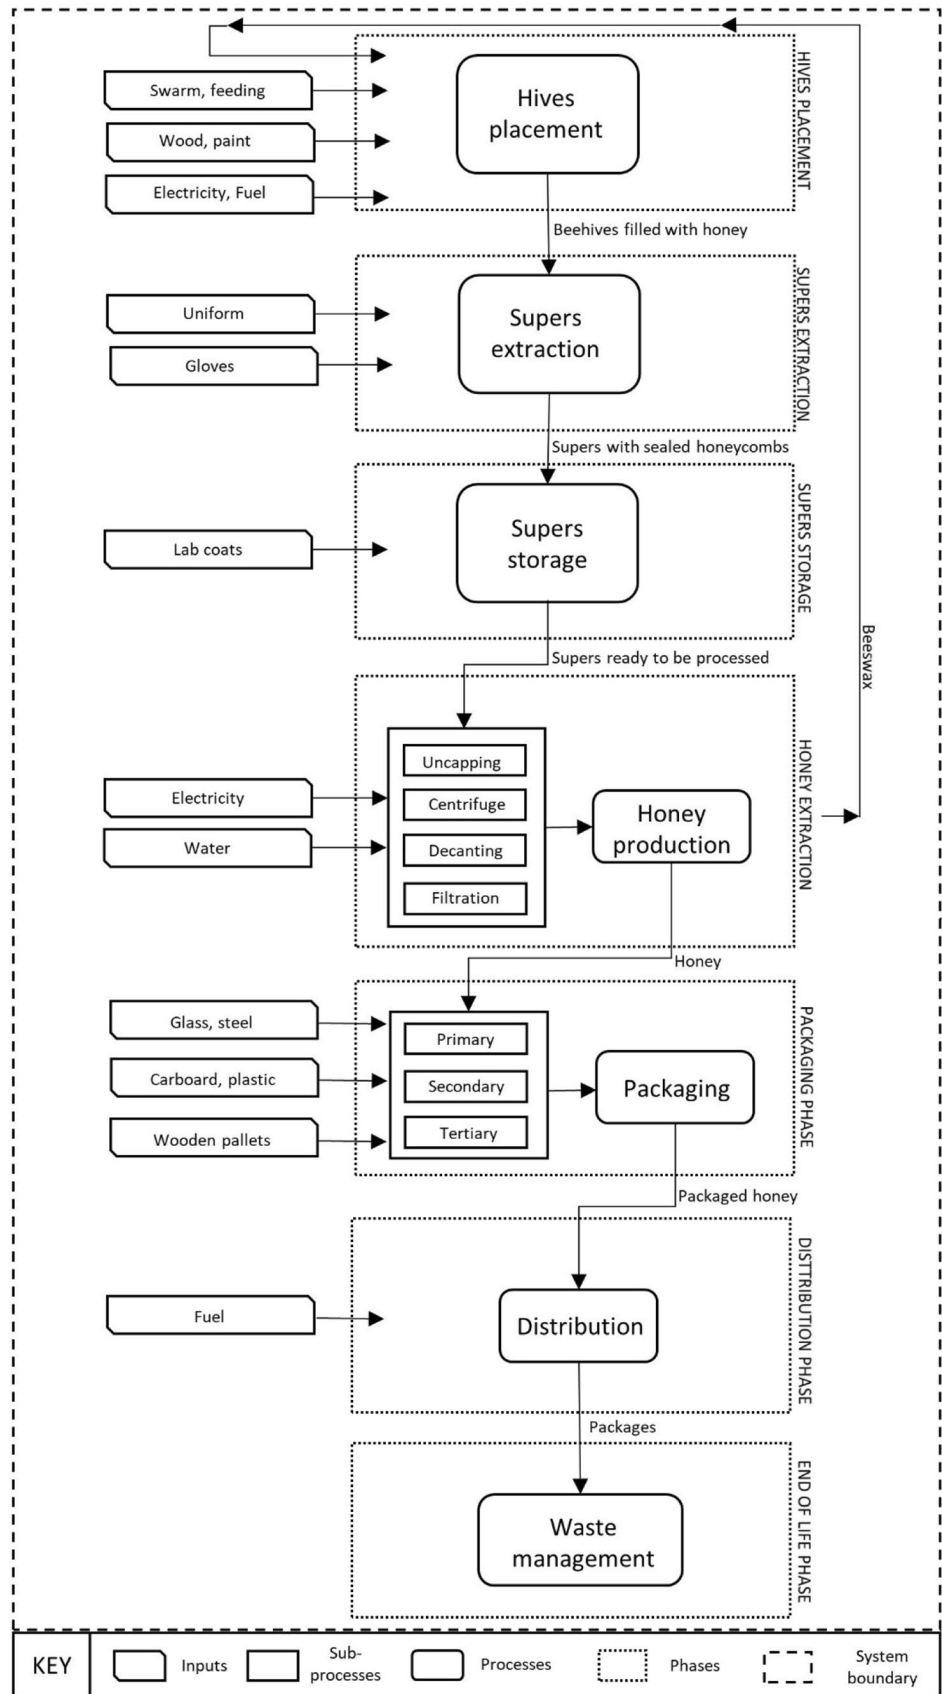 HIVES PLACEMENT
Swarm, feeding
Wood, paint
Electricity, Fuel
Hives
placement
Beehives filled with honey
SUPERS EXTRACTION
Uniform
Gloves
Supers
extraction
Supers with sealed honeycombs
SUPERS STORAGE
Lab coats
Supers
storage
Supers ready to be processed
Beeswax
HONEY EXTRACTION
Electricity
Water
Uncapping
Centrifuge
Decanting
Filtration
Honey
production
Honey
PACKAGING PHASE
Glass, steel
Carboard, plastic
Wooden pallets
Primary
Secondary
Tertiary
Packaging
Packaged honey
DISTTRIBUTION PHASE
Fuel
Distribution
Packages
END OF LIFE PHASE
Waste
management
KEY
Inputs
Sub-
processes
Processes
Phases
System
boundary